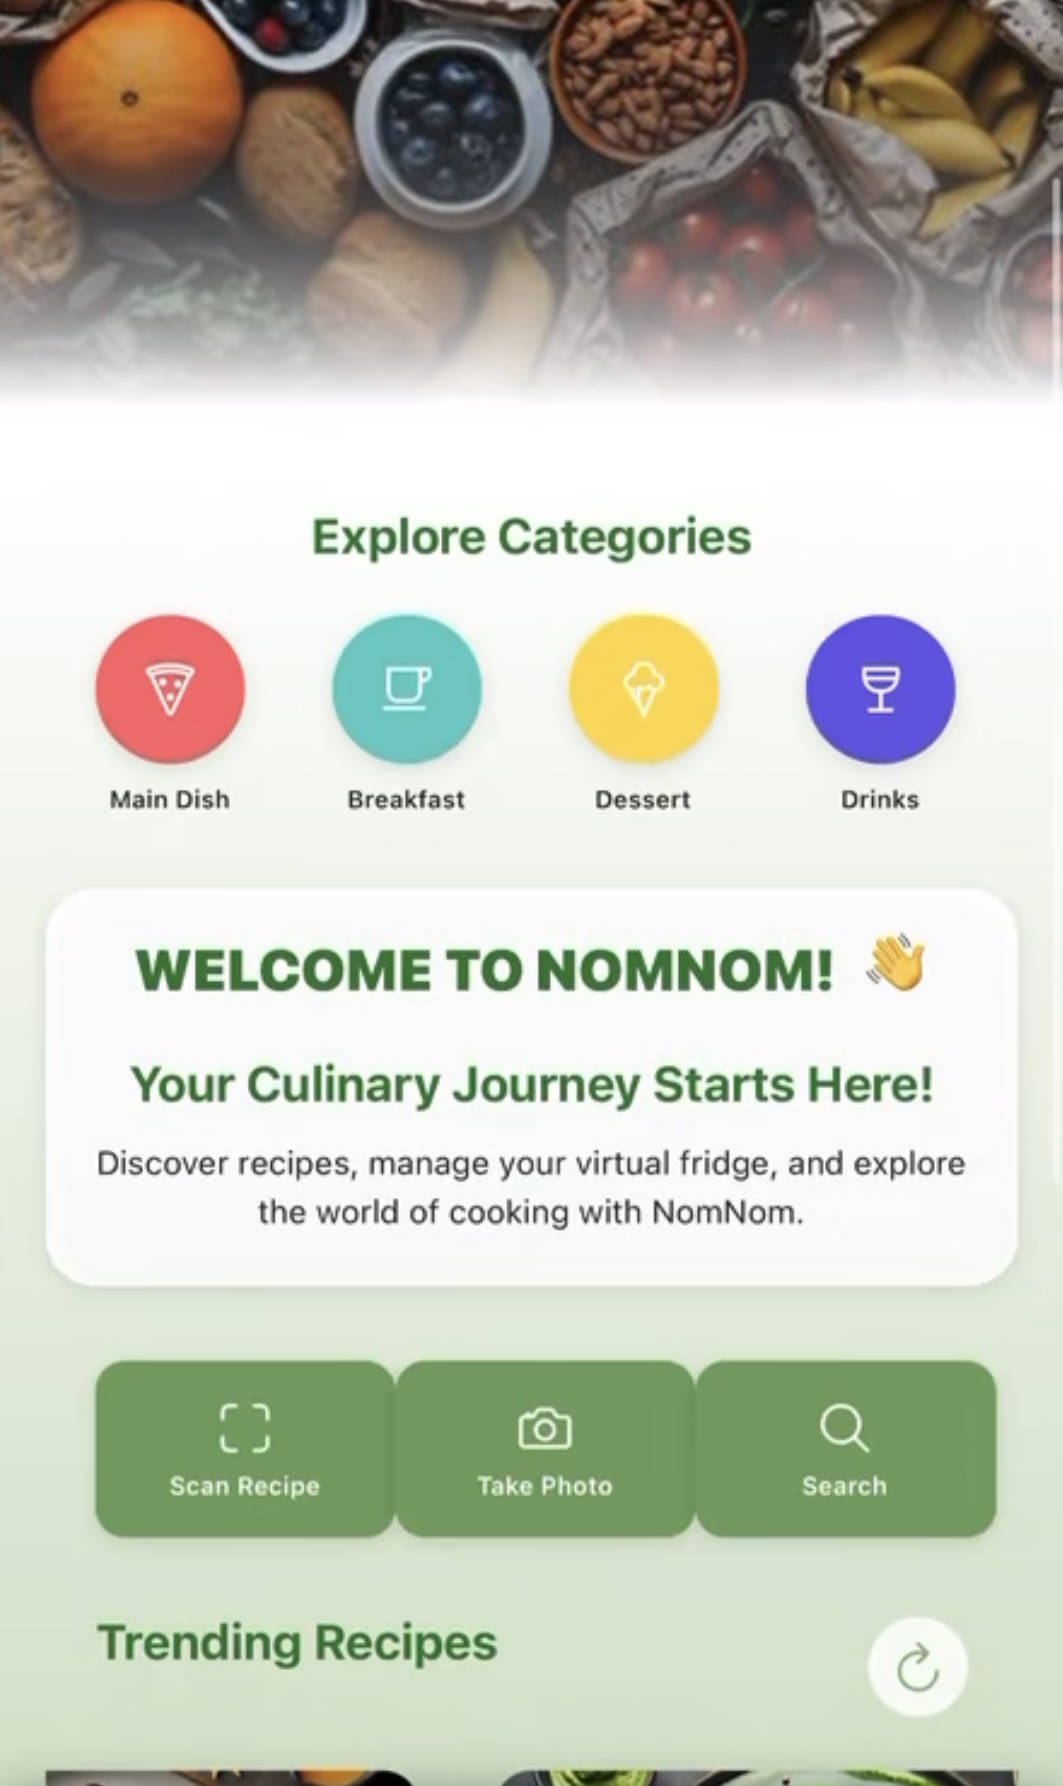 Explore Categories
Main Dish
Breakfast
Dessert
Drinks
WELCOME TO NOMNOM! 👋
Your Culinary Journey Starts Here!
Discover recipes, manage your virtual fridge, and explore
the world of cooking with NomNom.
Scan Recipe
Take Photo
Search
Trending Recipes